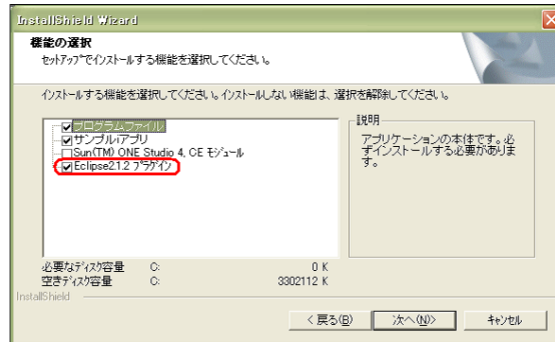 InstallShield Wizard
機能の選択
セットアップでインストールする機能を選択してください。
インストールする機能を選択してください。インストールしない機能は、選択を解除してください。
プログラムファイル
サンプルiアプリ
Sun(TM) ONE Studio 4, CE モジュール
Eclipse2.1.2 プラグイン
説明
アプリケーションの本体です。必
ずインストールする必要がありま
す。
必要なディスク容量 C: 0 K
空きディスク容量 C: 3302112 K
InstallShield
< 戻る(B) 次へ(N)> キャンセル